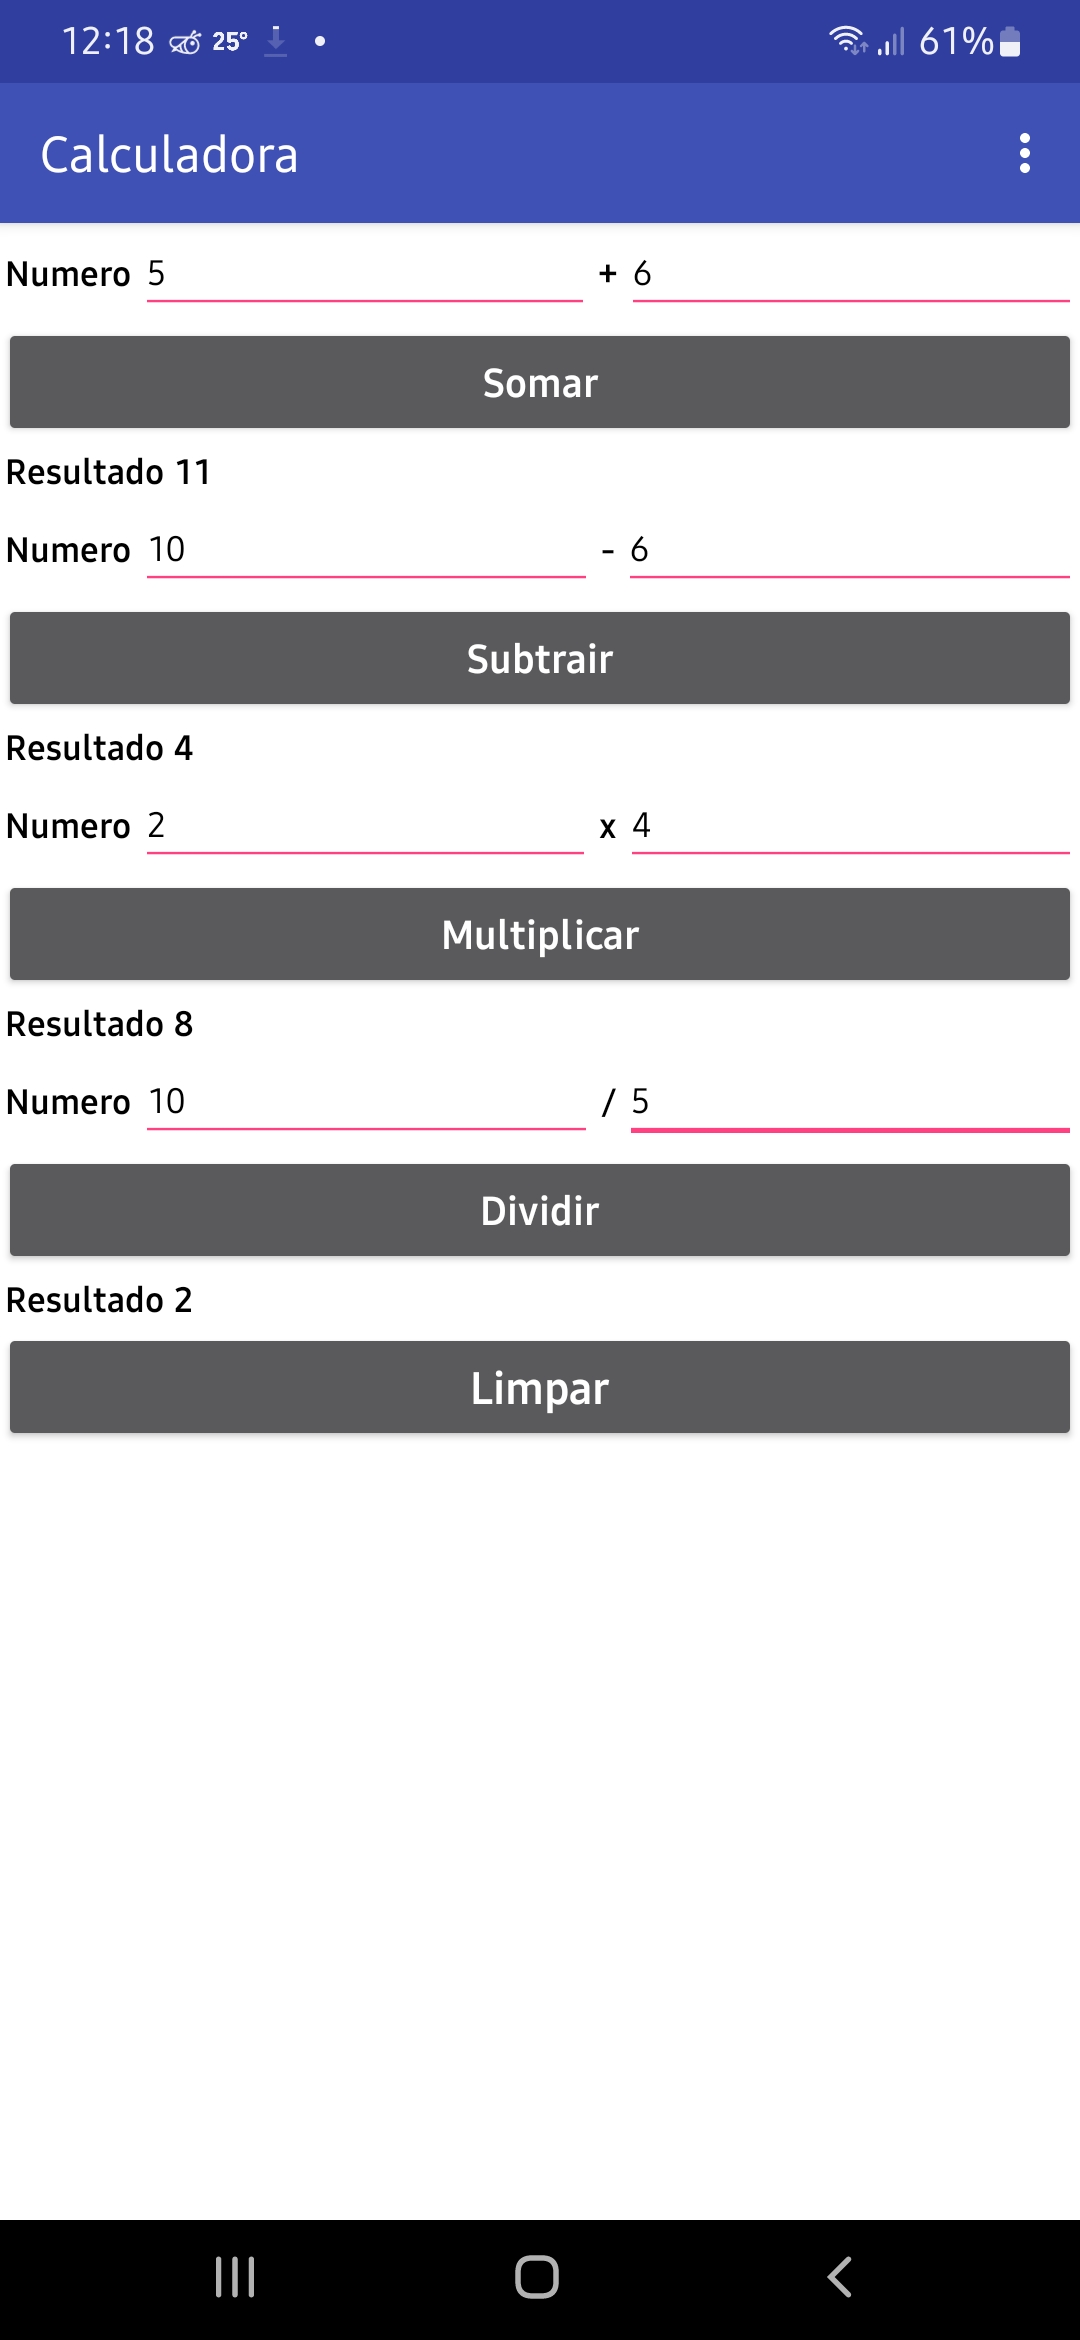 12:18 25° 61%
Calculadora
Numero 5 + 6
Somar
Resultado 11
Numero 10 - 6
Subtrair
Resultado 4
Numero 2 x 4
Multiplicar
Resultado 8
Numero 10 / 5
Dividir
Resultado 2
Limpar